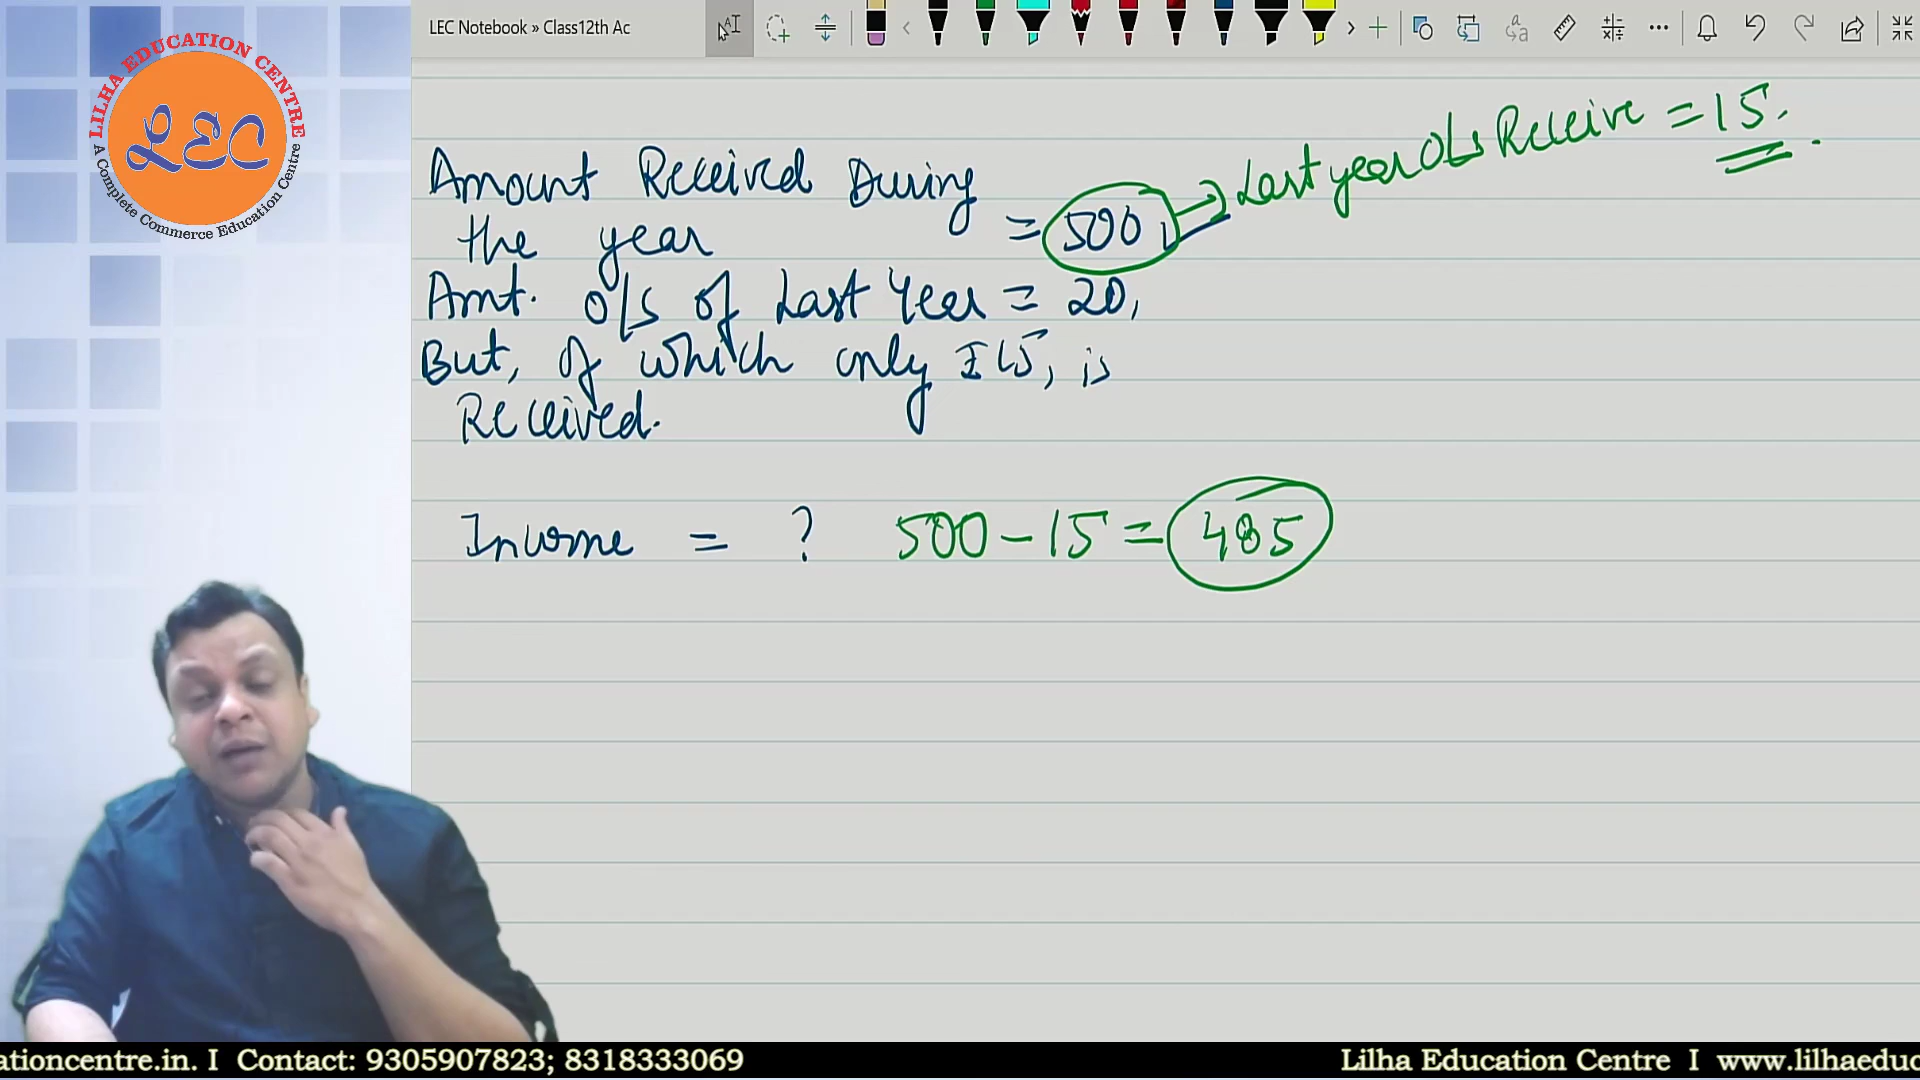 LEC Notebook » Class12th Ac
LILHA EDUCATION CENTRE
LEC
A Complete Commerce Education Centre
Last year O/s Receive = 15.
Amount Received During
the year = 500
Amt. o/s of Last Year = 20,
But, of which only ₹15, is
Received.
Income = ? 500 - 15 = 485
ationcentre.in. I Contact: 9305907823; 8318333069
Lilha Education Centre I www.lilhaeduc